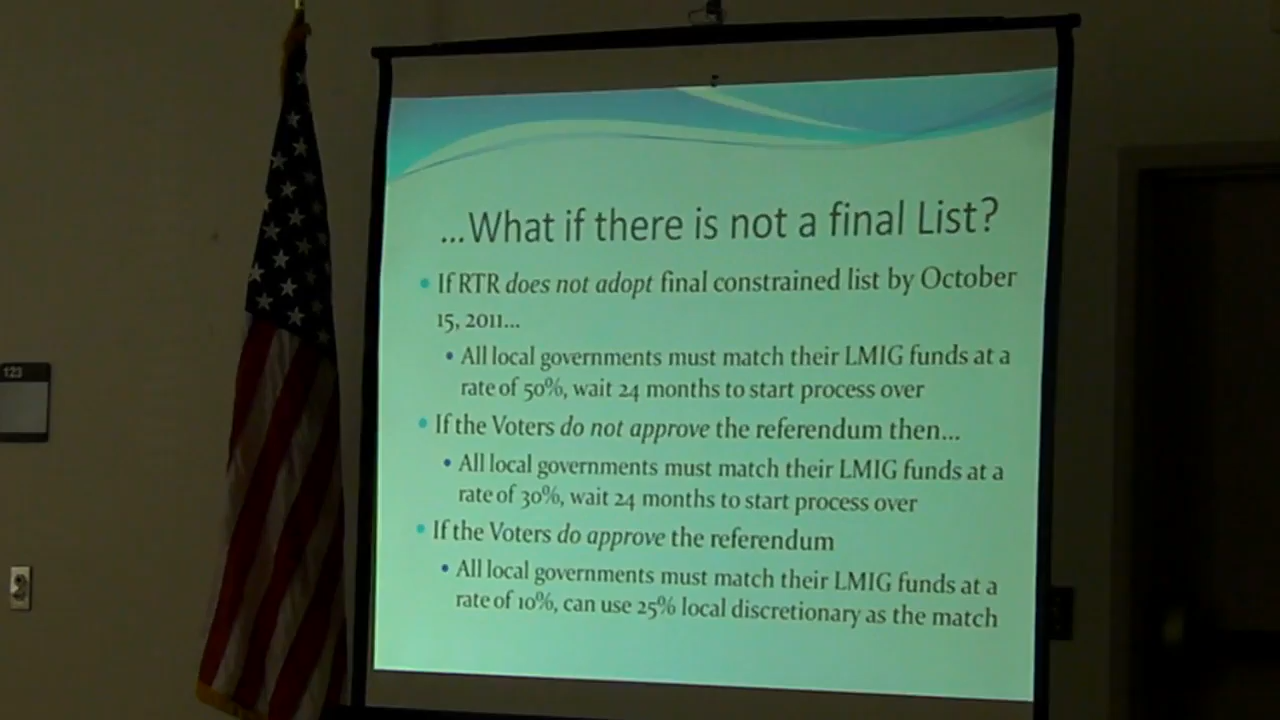 123
...What if there is not a final List?
• If RTR does not adopt final constrained list by October
15, 2011...
• All local governments must match their LMIG funds at a
rate of 50%, wait 24 months to start process over
• If the Voters do not approve the referendum then...
• All local governments must match their LMIG funds at a
rate of 30%, wait 24 months to start process over
• If the Voters do approve the referendum
• All local governments must match their LMIG funds at a
rate of 10%, can use 25% local discretionary as the match